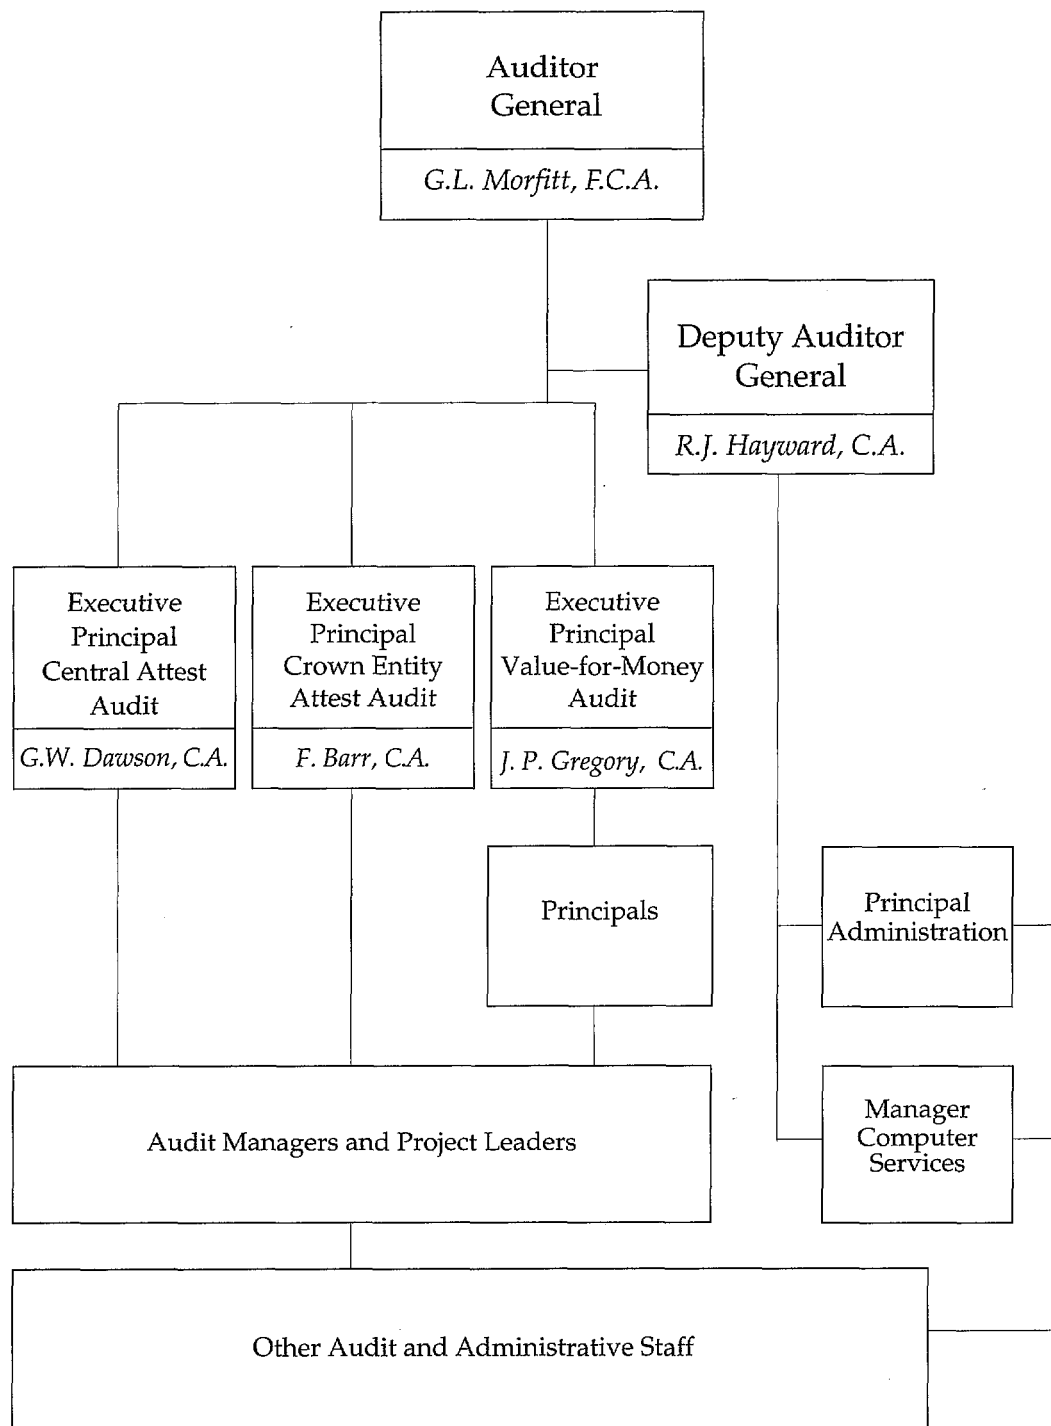 Auditor
General
G.L. Morfitt, F.C.A.
Deputy Auditor
General
R.J. Hayward, C.A.
Executive
Principal
Central Attest
Audit
G.W. Dawson, C.A.
Executive
Principal
Crown Entity
Attest Audit
F. Barr, C.A.
Executive
Principal
Value-for-Money
Audit
J. P. Gregory, C.A.
Principals
Principal
Administration
Audit Managers and Project Leaders
Manager
Computer
Services
Other Audit and Administrative Staff